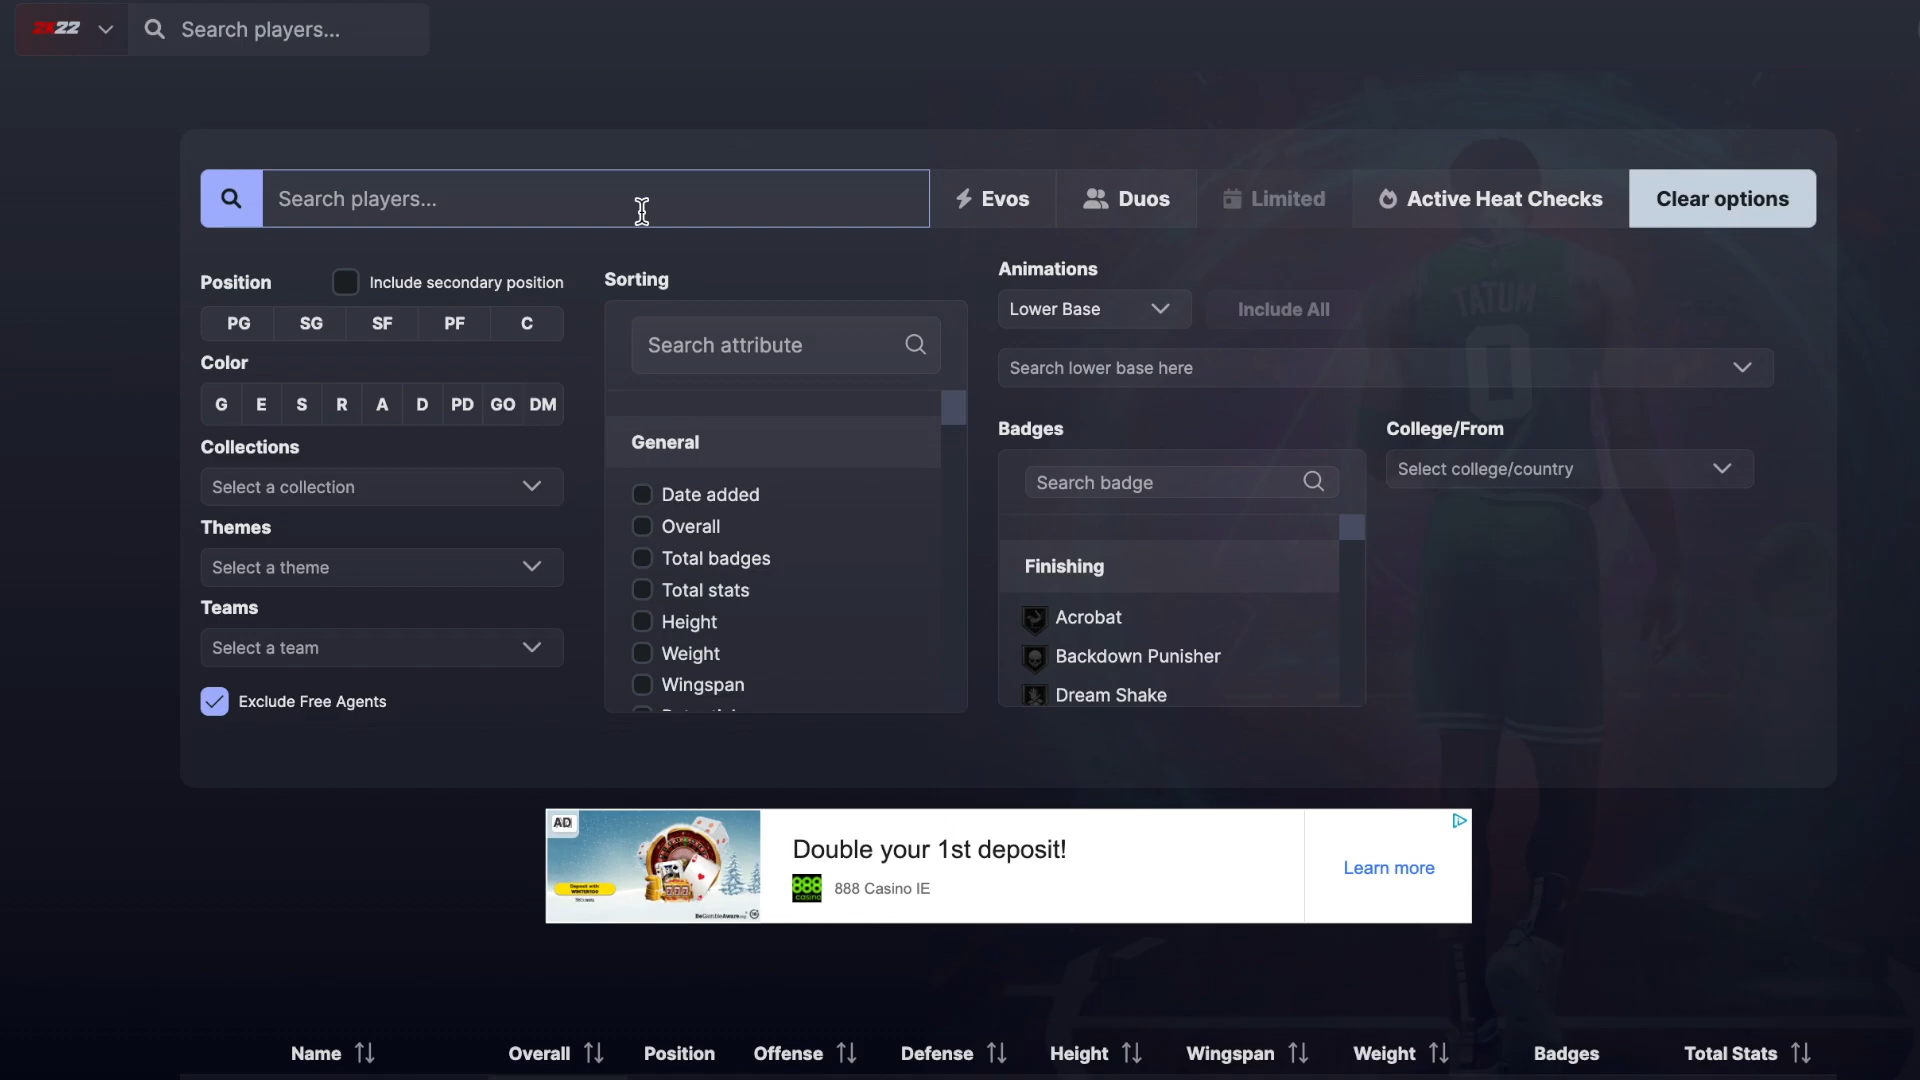 2K22
Search players...
Search players...
Evos
Duos
Limited
Active Heat Checks
Clear options
Position
Include secondary position
PG SG SF PF C
Color
G E S R A D PD GO DM
Collections
Select a collection
Themes
Select a theme
Teams
Select a team
Exclude Free Agents
Sorting
Search attribute
General
Date added
Overall
Total badges
Total stats
Height
Weight
Wingspan
Animations
Lower Base
Include All
Search lower base here
Badges
Search badge
Finishing
Acrobat
Backdown Punisher
Dream Shake
College/From
Select college/country
TATUM
0
AD
Double your 1st deposit!
888 casino
888 Casino IE
Learn more
Name Overall Position Offense Defense Height Wingspan Weight Badges Total Stats